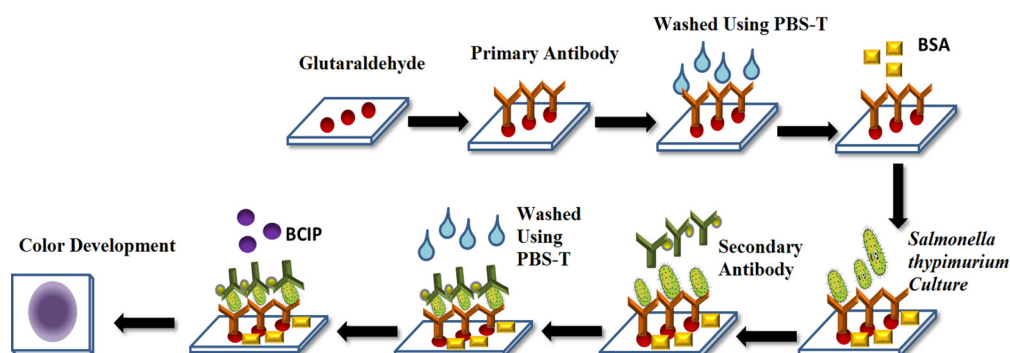 Glutaraldehyde
Primary Antibody
Washed Using PBS-T
BSA
Salmonella
thypimurium
Culture
Secondary
Antibody
Washed
Using
PBS-T
BCIP
Color Development